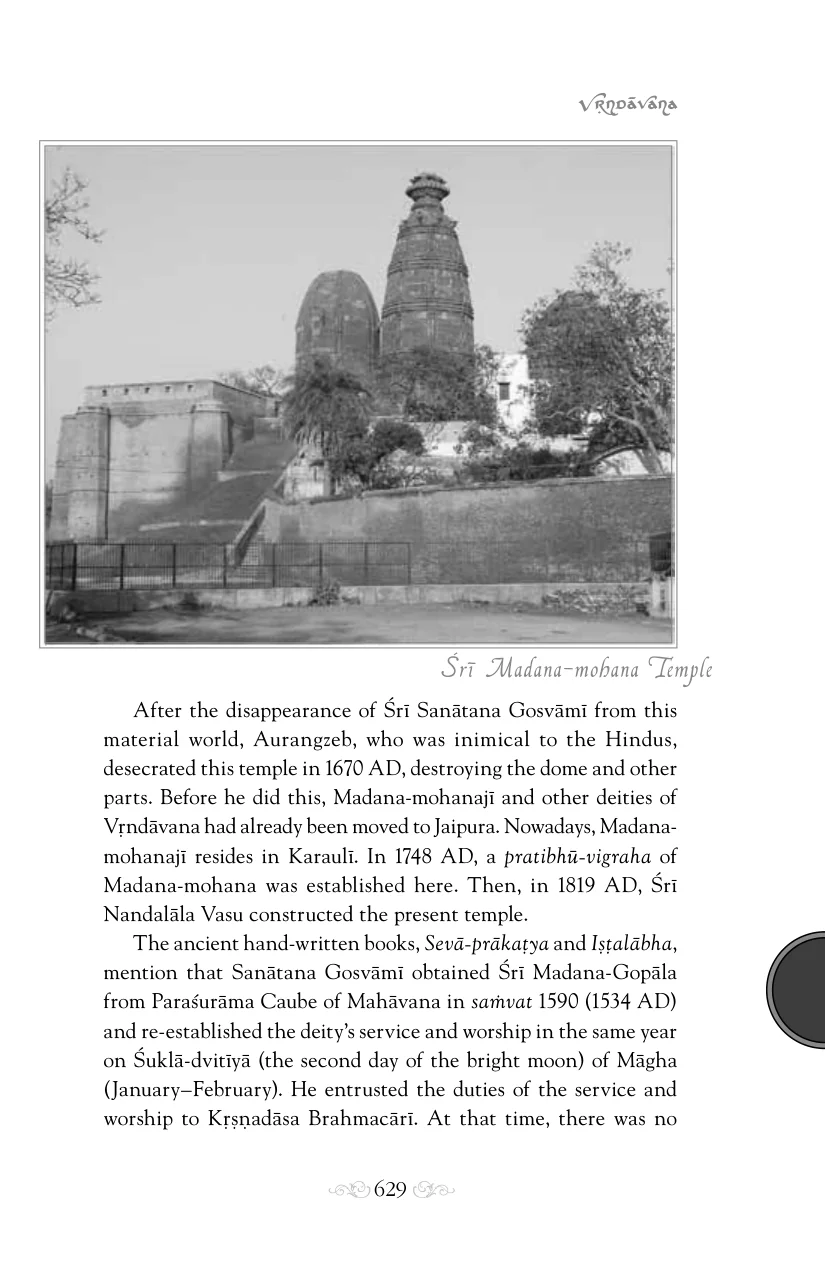 Vṛndāvana
Śrī Madana-mohana Temple
After the disappearance of Śrī Sanātana Gosvāmī from this
material world, Aurangzeb, who was inimical to the Hindus,
desecrated this temple in 1670 AD, destroying the dome and other
parts. Before he did this, Madana-mohanajī and other deities of
Vṛndāvana had already been moved to Jaipura. Nowadays, Madana-
mohanajī resides in Karaulī. In 1748 AD, a pratibhū-vigraha of
Madana-mohana was established here. Then, in 1819 AD, Śrī
Nandalāla Vasu constructed the present temple.
The ancient hand-written books, Sevā-prākaṭya and Iṣṭalābha,
mention that Sanātana Gosvāmī obtained Śrī Madana-Gopāla
from Paraśurāma Caube of Mahāvana in saṁvat 1590 (1534 AD)
and re-established the deity’s service and worship in the same year
on Śuklā-dvitīyā (the second day of the bright moon) of Māgha
(January–February). He entrusted the duties of the service and
worship to Kṛṣṇadāsa Brahmacārī. At that time, there was no
629